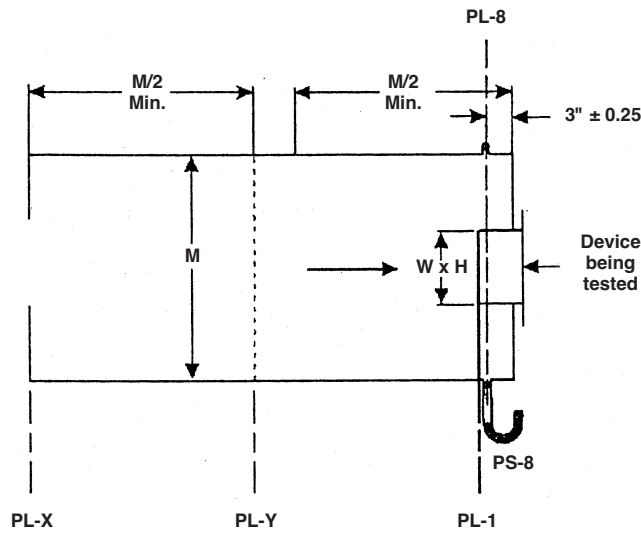 PL-8
M/2
Min.
M/2
Min.
3" ± 0.25
M
W x H
Device
being
tested
PS-8
PL-X
PL-Y
PL-1